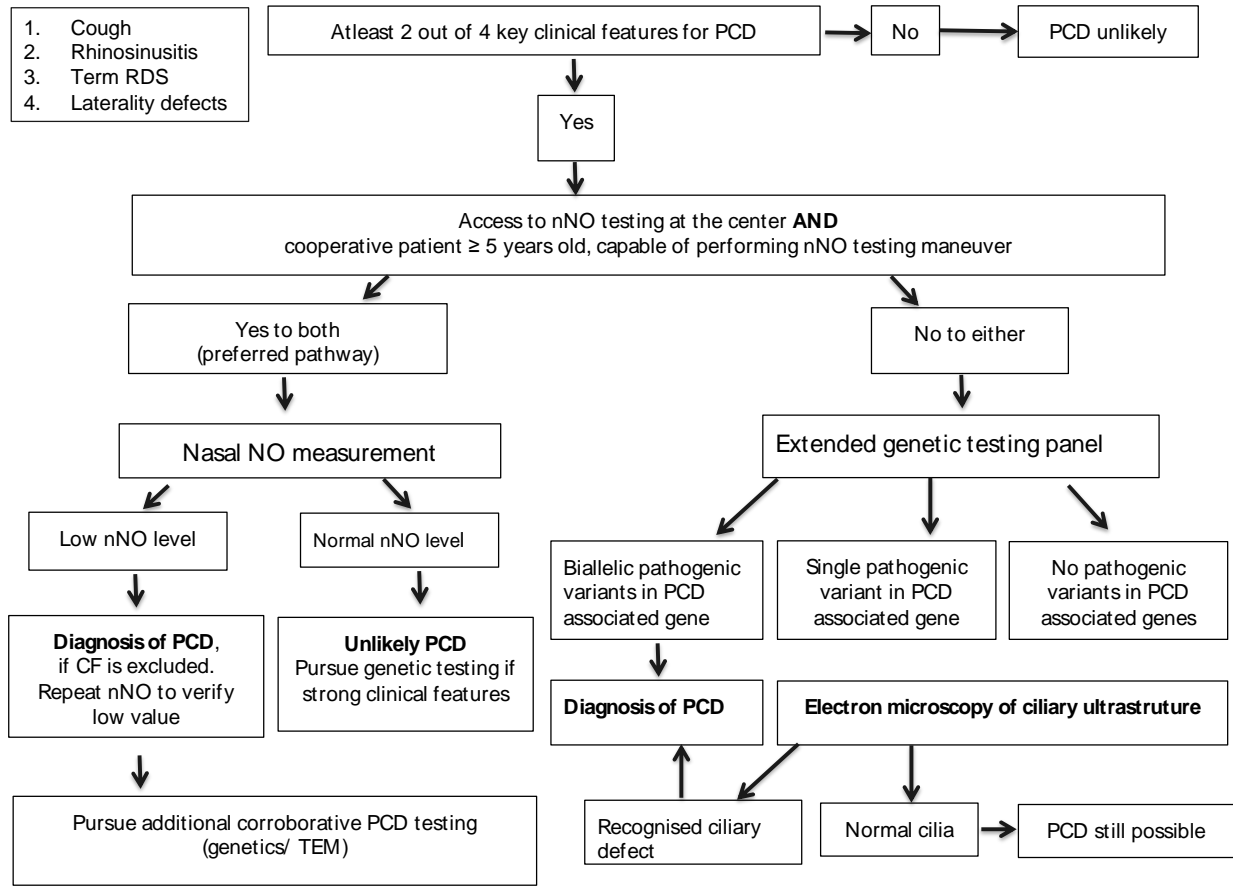 1. Cough
2. Rhinosinusitis
3. Term RDS
4. Laterality defects
Atleast 2 out of 4 key clinical features for PCD
No
PCD unlikely
Yes
Access to nNO testing at the center AND
cooperative patient ≥ 5 years old, capable of performing nNO testing maneuver
Yes to both
(preferred pathway)
No to either
Nasal NO measurement
Extended genetic testing panel
Low nNO level
Normal nNO level
Biallelic pathogenic
variants in PCD
associated gene
Single pathogenic
variant in PCD
associated gene
No pathogenic
variants in PCD
associated genes
Diagnosis of PCD,
if CF is excluded.
Repeat nNO to verify
low value
Unlikely PCD
Pursue genetic testing if
strong clinical features
Diagnosis of PCD
Electron microscopy of ciliary ultrastruture
Pursue additional corroborative PCD testing
(genetics/ TEM)
Recognised ciliary
defect
Normal cilia
PCD still possible